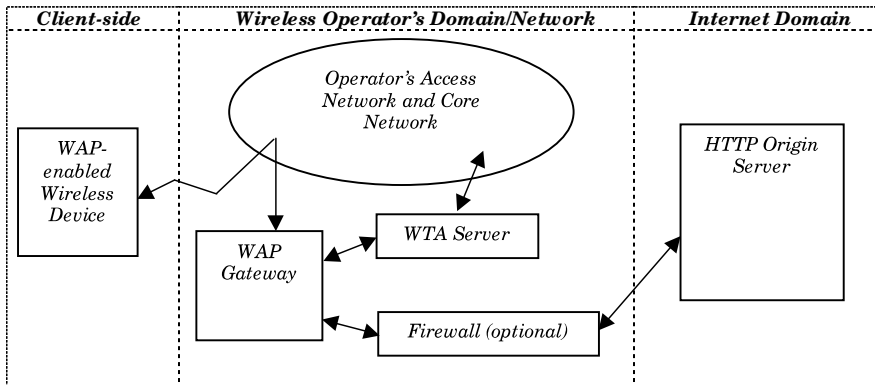 Client-side
Wireless Operator's Domain/Network
Internet Domain
Operator's Access
Network and Core
Network
WAP-
enabled
Wireless
Device
HTTP Origin
Server
WTA Server
WAP
Gateway
Firewall (optional)